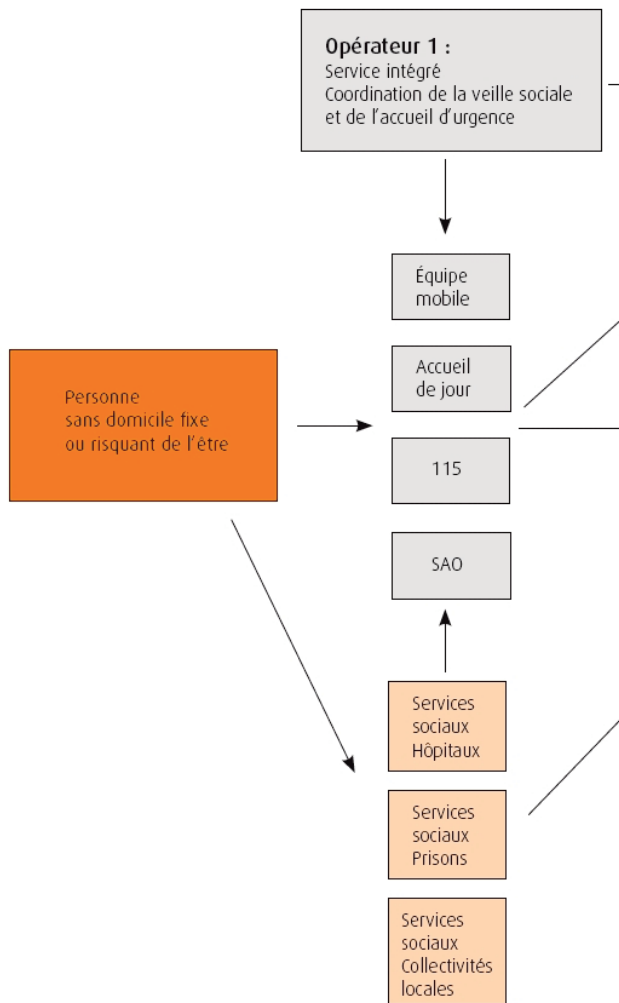 Opérateur 1 :
Service intégré
Coordination de la veille sociale
et de l'accueil d'urgence
Équipe
mobile
Accueil
de jour
Personne
sans domicile fixe
ou risquant de l'être
115
SAO
Services
sociaux
Hôpitaux
Services
sociaux
Prisons
Services
sociaux
Collectivités
locales